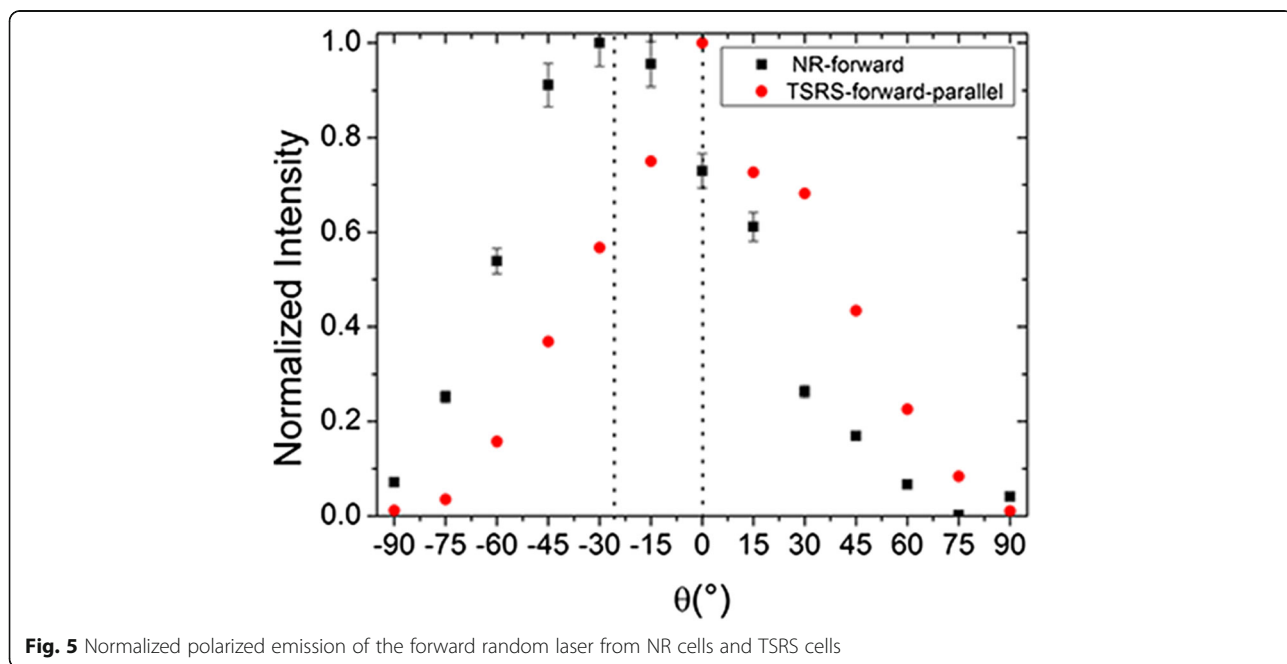 1.0
0.8
0.6
0.4
0.2
0.0
Normalized Intensity
NR-forward
TSRS-forward-parallel
-90 -75 -60 -45 -30 -15 0 15 30 45 60 75 90
θ(°)
Fig. 5 Normalized polarized emission of the forward random laser from NR cells and TSRS cells